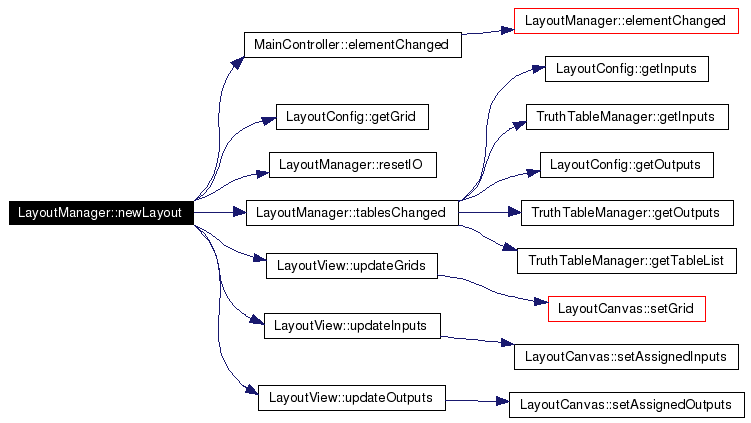 LayoutManager::newLayout
MainController::elementChanged
LayoutConfig::getGrid
LayoutManager::resetIO
LayoutManager::tablesChanged
LayoutView::updateGrids
LayoutView::updateInputs
LayoutView::updateOutputs
LayoutManager::elementChanged
LayoutConfig::getInputs
TruthTableManager::getInputs
LayoutConfig::getOutputs
TruthTableManager::getOutputs
TruthTableManager::getTableList
LayoutCanvas::setGrid
LayoutCanvas::setAssignedInputs
LayoutCanvas::setAssignedOutputs